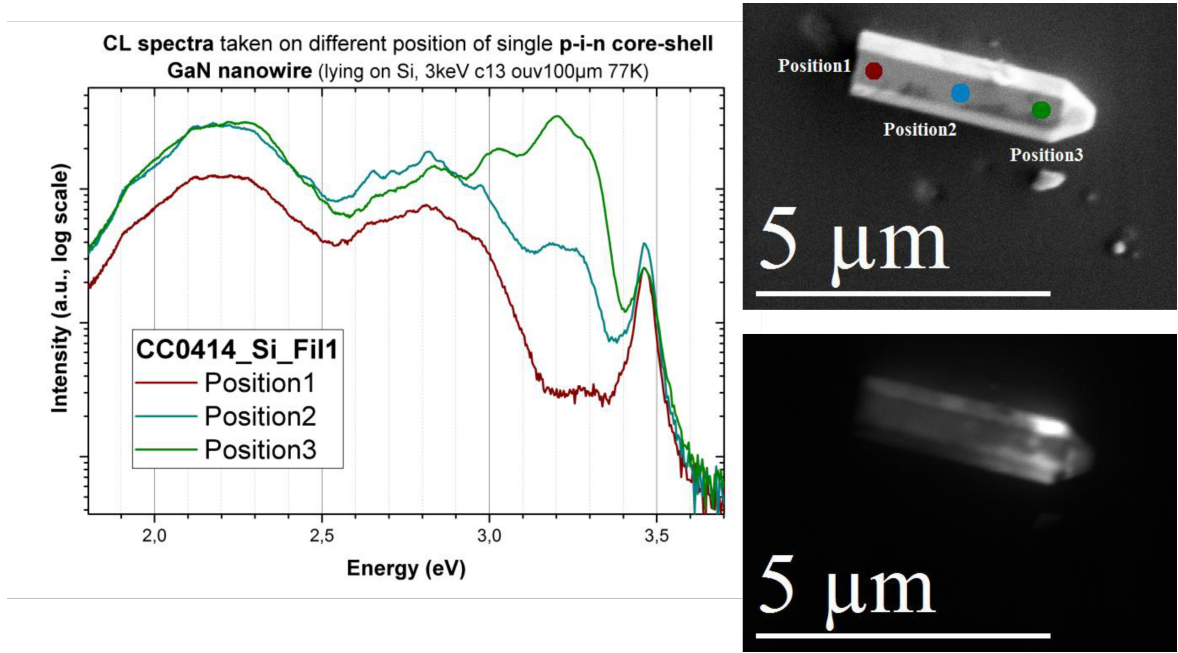 CL spectra taken on different position of single p-i-n core-shell
GaN nanowire (lying on Si, 3keV c13 ouv100µm 77K)
Intensity (a.u., log scale)
CC0414_Si_Fil1
Position1
Position2
Position3
2,0 2,5 3,0 3,5
Energy (eV)
Position1
Position2
Position3
5 µm
5 µm